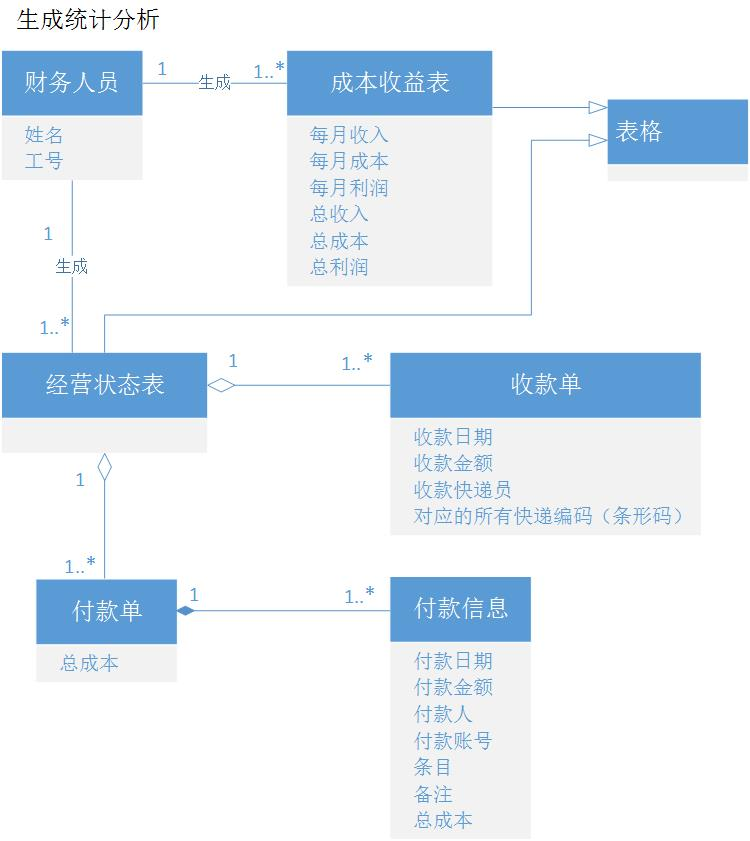 生成统计分析
财务人员
姓名
工号
1
生成
1..*
成本收益表
每月收入
每月成本
每月利润
总收入
总成本
总利润
表格
1
生成
1..*
经营状态表
1
1..*
收款单
收款日期
收款金额
收款快递员
对应的所有快递编码（条形码）
1
1..*
付款单
总成本
1
1..*
付款信息
付款日期
付款金额
付款人
付款账号
条目
备注
总成本